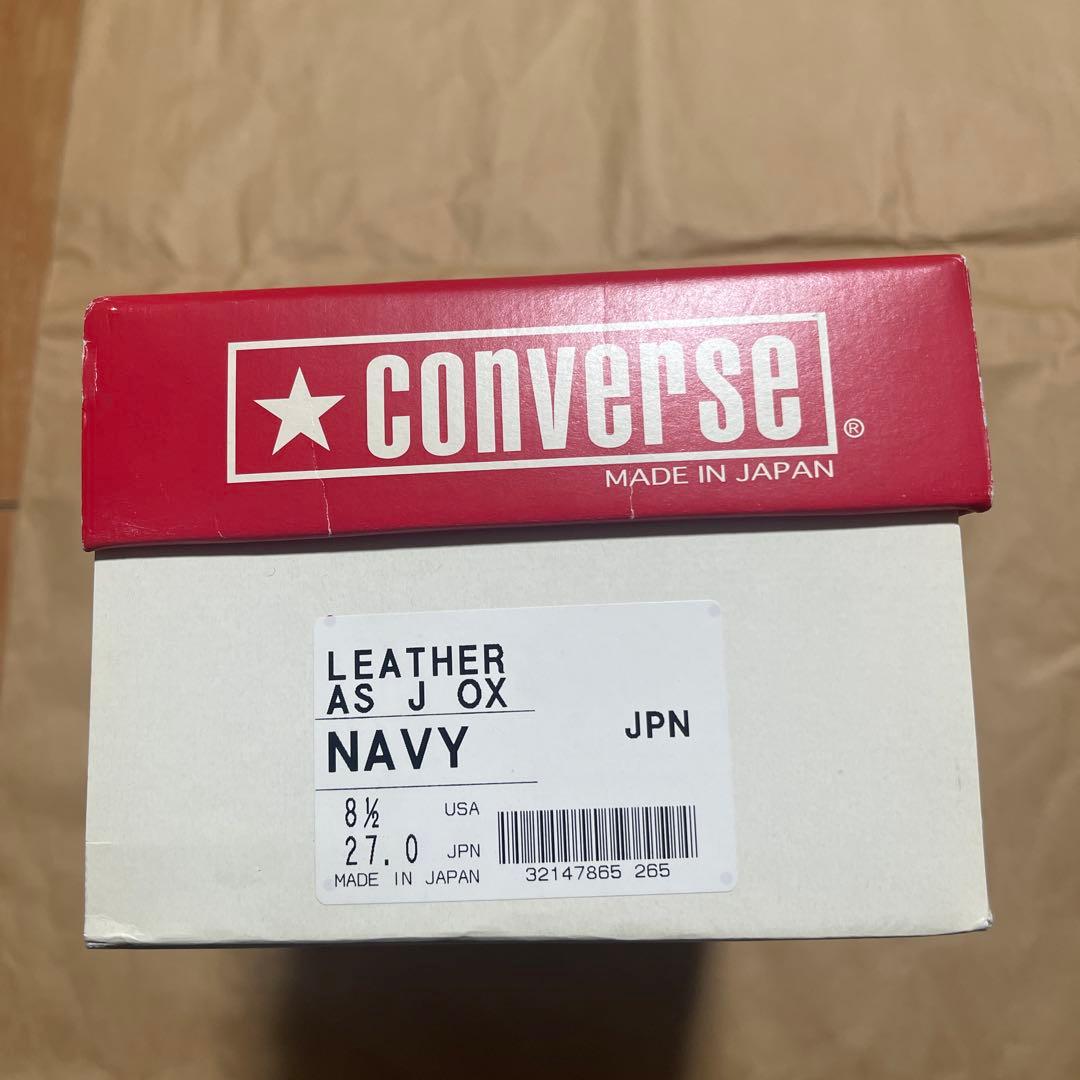 ★ converse ®
MADE IN JAPAN
LEATHER
AS J OX
NAVY
JPN
8½ USA
27.0 JPN
MADE IN JAPAN
32147865 265